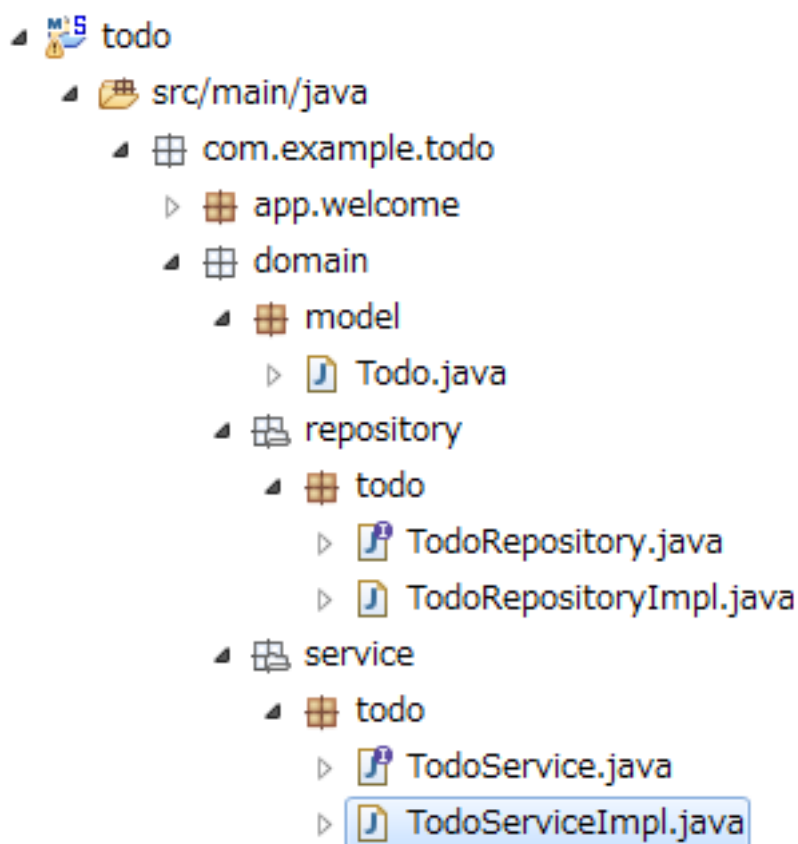 todo
src/main/java
com.example.todo
app.welcome
domain
model
Todo.java
repository
todo
TodoRepository.java
TodoRepositoryImpl.java
service
todo
TodoService.java
TodoServiceImpl.java